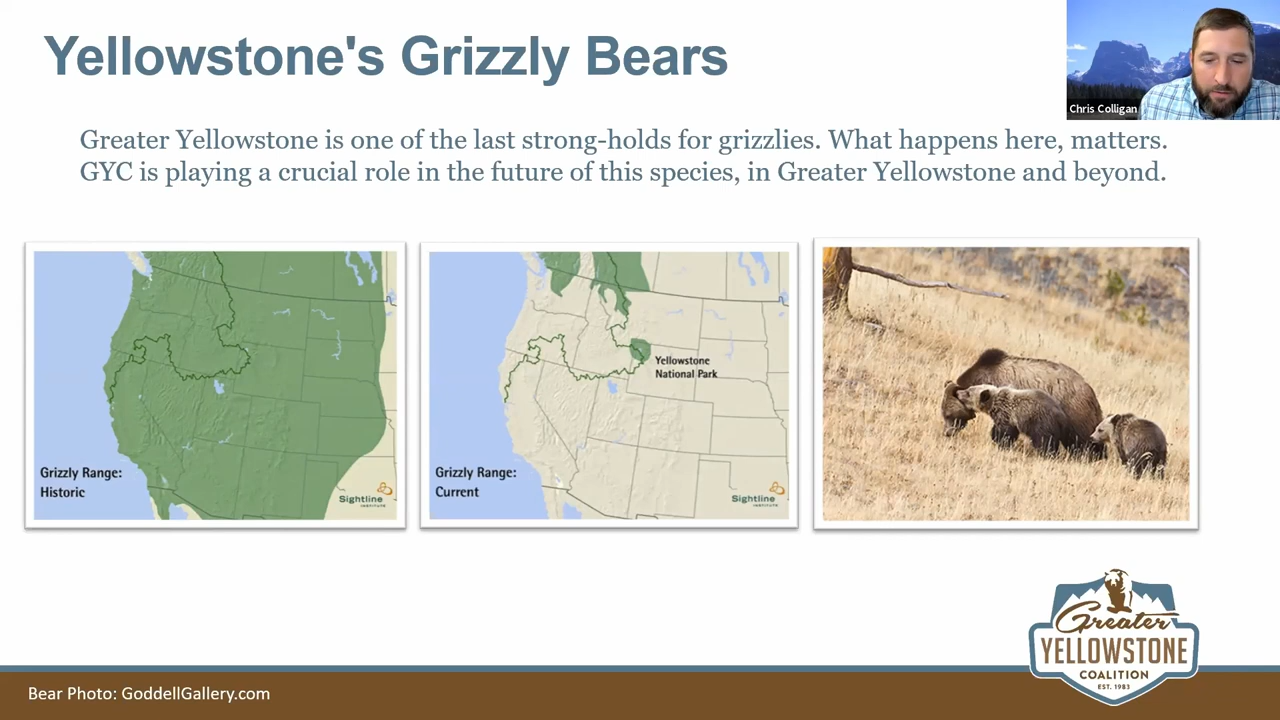 Yellowstone's Grizzly Bears
Chris Colligan
Greater Yellowstone is one of the last strong-holds for grizzlies. What happens here, matters.
GYC is playing a crucial role in the future of this species, in Greater Yellowstone and beyond.
Grizzly Range:
Historic
Sightline
INSTITUTE
Yellowstone
National Park
Grizzly Range:
Current
Sightline
INSTITUTE
Greater
YELLOWSTONE
COALITION
EST. 1983
Bear Photo: GoddellGallery.com